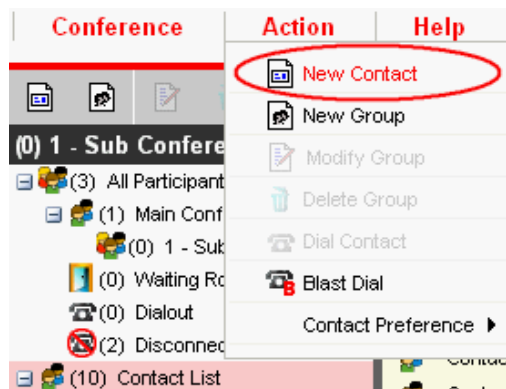 Conference Action Help
New Contact
New Group
(0) 1 - Sub Confere
Modify Group
(3) All Participant
Delete Group
(1) Main Conf
(0) 1 - Sub
Dial Contact
(0) Waiting Ro
Blast Dial
(0) Dialout
Contact Preference
(2) Disconnec
(10) Contact List